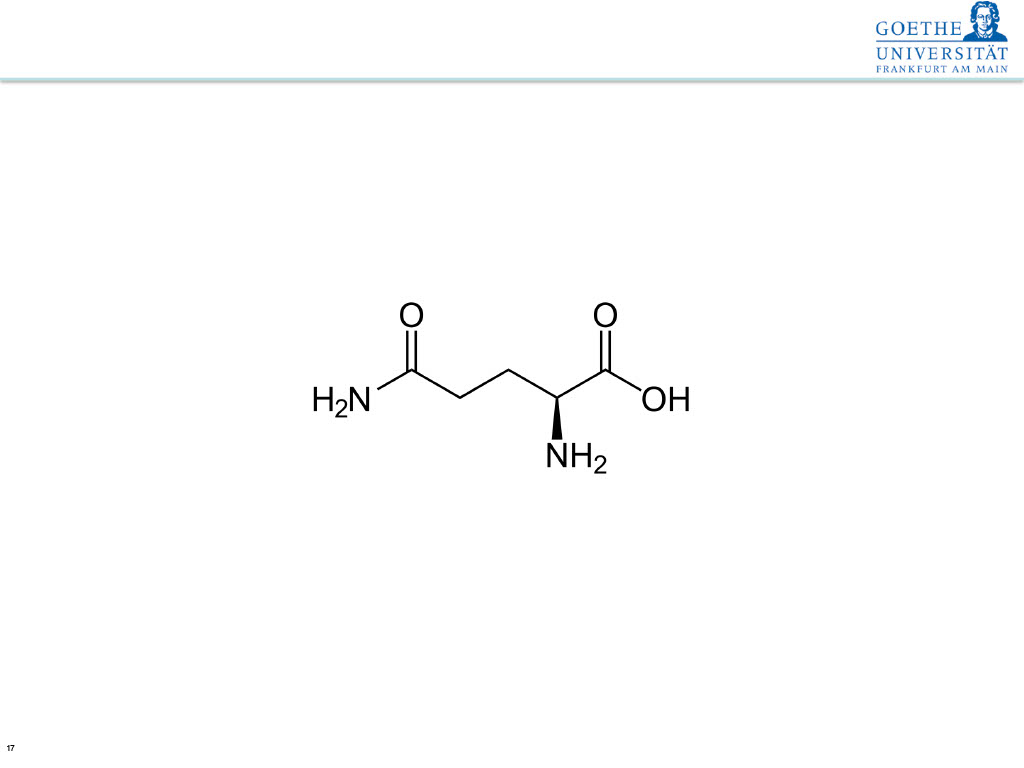 GOETHE
UNIVERSITÄT
FRANKFURT AM MAIN
O
O
H₂N
OH
NH₂
17